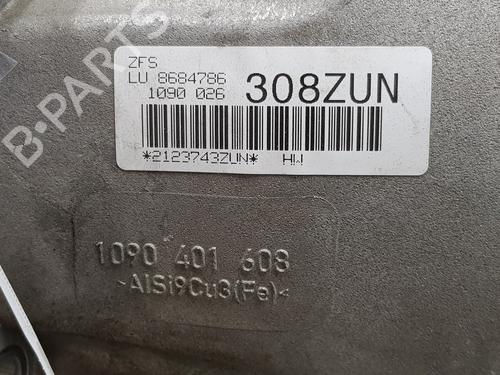 ZFS
LU 8684786
1090 026 308ZUN
*2123743ZUN* HW
1090 401 608
>AlSi9Cu3(Fe)<
B-PARTS